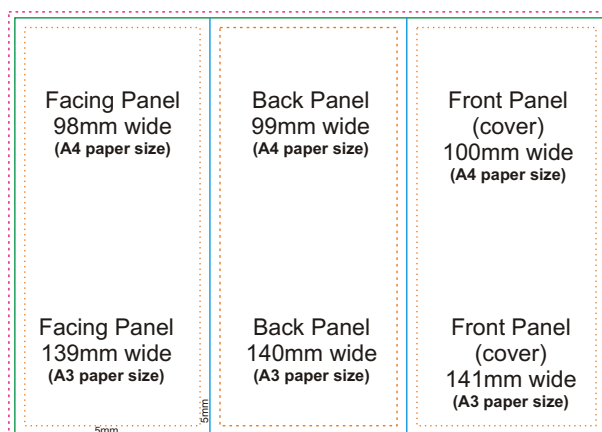 Facing Panel
98mm wide
(A4 paper size)
Back Panel
99mm wide
(A4 paper size)
Front Panel
(cover)
100mm wide
(A4 paper size)
Facing Panel
139mm wide
(A3 paper size)
Back Panel
140mm wide
(A3 paper size)
Front Panel
(cover)
141mm wide
(A3 paper size)
5mm
5mm